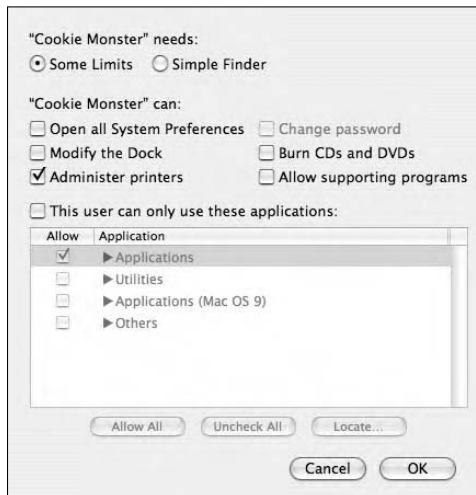 “Cookie Monster” needs:
Some Limits Simple Finder
“Cookie Monster” can:
Open all System Preferences Change password
Modify the Dock Burn CDs and DVDs
Administer printers Allow supporting programs
This user can only use these applications:
Allow Application
Applications
Utilities
Applications (Mac OS 9)
Others
Allow All Uncheck All Locate...
Cancel OK